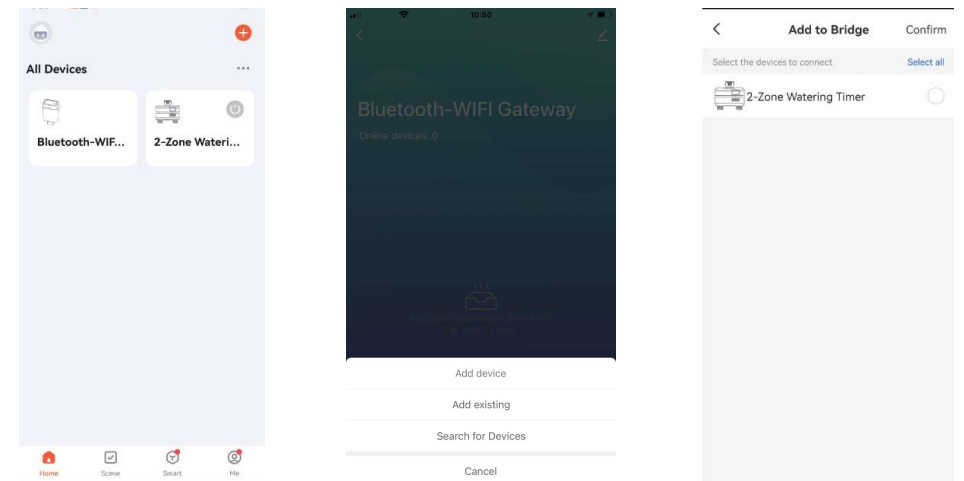 All Devices
Bluetooth-WIF...
2-Zone Wateri...
Home
Scene
Smart
Me
10:50
Bluetooth-WIFI Gateway
Online devices: 0
Add device
Add existing
Search for Devices
Cancel
Add to Bridge
Confirm
Select the devices to connect
Select all
2-Zone Watering Timer